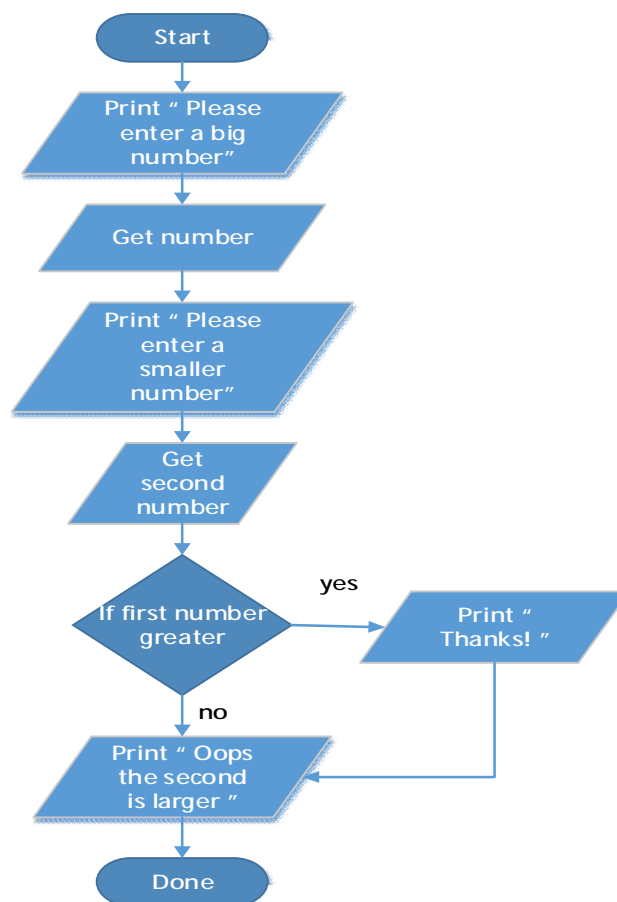 Start
Print “ Please
enter a big
number”
Get number
Print “ Please
enter a
smaller
number”
Get
second
number
If first number
greater
yes
Print “
Thanks! ”
no
Print “ Oops
the second
is larger ”
Done